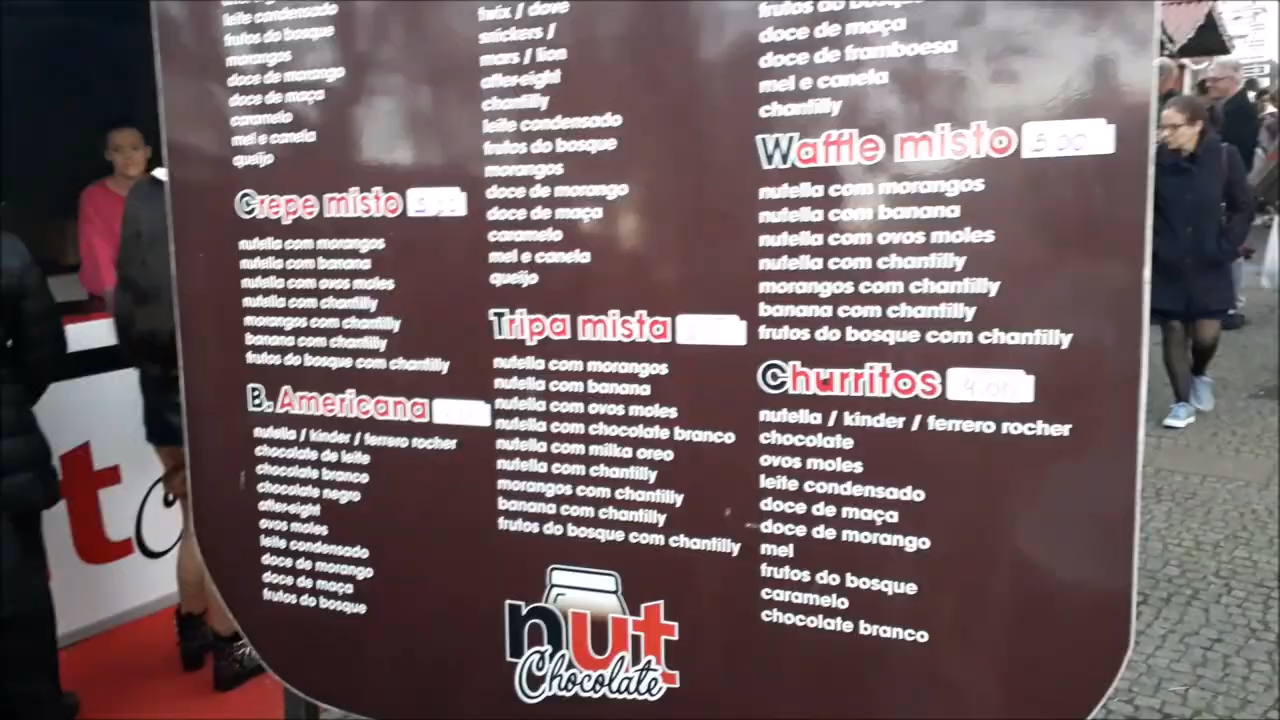 leite condensado
frutos do bosque
morangos
doce de morango
doce de maça
caramelo
mel e canela
queijo
Crepe misto 5.00
nutella com morangos
nutella com banana
nutella com ovos moles
nutella com chantilly
morangos com chantilly
banana com chantilly
frutos do bosque com chantilly
B. Americana
nutella / kinder / ferrero rocher
chocolate de leite
chocolate branco
chocolate negro
after-eight
ovos moles
leite condensado
doce de morango
doce de maça
frutos do bosque
twix / dove
snickers /
mars / lion
after-eight
chantilly
leite condensado
frutos do bosque
morangos
doce de morango
doce de maça
caramelo
mel e canela
queijo
Tripa mista
nutella com morangos
nutella com banana
nutella com ovos moles
nutella com chocolate branco
nutella com milka oreo
nutella com chantilly
morangos com chantilly
banana com chantilly
frutos do bosque com chantilly
frutos do bosque
doce de maça
doce de framboesa
mel e canela
chantilly
Waffle misto 5.00
nutella com morangos
nutella com banana
nutella com ovos moles
nutella com chantilly
morangos com chantilly
banana com chantilly
frutos do bosque com chantilly
Churritos 4.00
nutella / kinder / ferrero rocher
chocolate
ovos moles
leite condensado
doce de maça
doce de morango
mel
frutos do bosque
caramelo
chocolate branco
nut
Chocolate